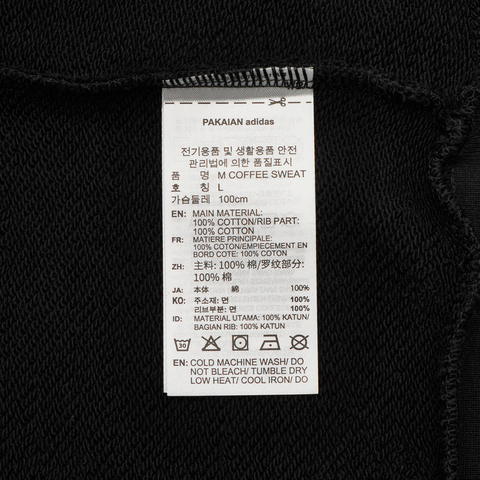 PAKAIAN adidas
전기용품 및 생활용품 안전
관리법에 의한 품질표시
품 명 M COFFEE SWEAT
호 칭 L
가슴둘레 100cm
EN: MAIN MATERIAL:
100% COTTON/RIB PART:
100% COTTON
FR: MATIERE PRINCIPALE:
100% COTON/EMPIECEMENT EN
BORD COTE: 100% COTON
ZH: 主料: 100% 棉/罗纹部分:
100% 棉
JA: 本体 綿 100%
KO: 주소재: 면 100%
리브부분: 면 100%
ID: MATERIAL UTAMA: 100% KATUN/
BAGIAN RIB: 100% KATUN
30
EN: COLD MACHINE WASH/ DO
NOT BLEACH/ TUMBLE DRY
LOW HEAT/ COOL IRON/ DO